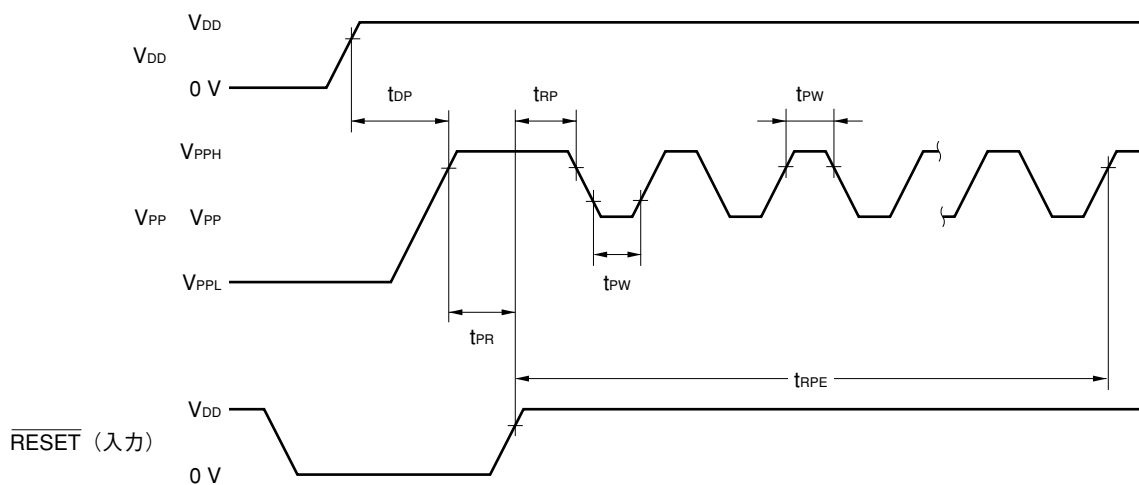 VDD
VDD
0 V
tDP
tRP
tPW
VPPH
VPP VPP
VPPL
tPW
tPR
tRPE
VDD
RESET（入力）
0 V